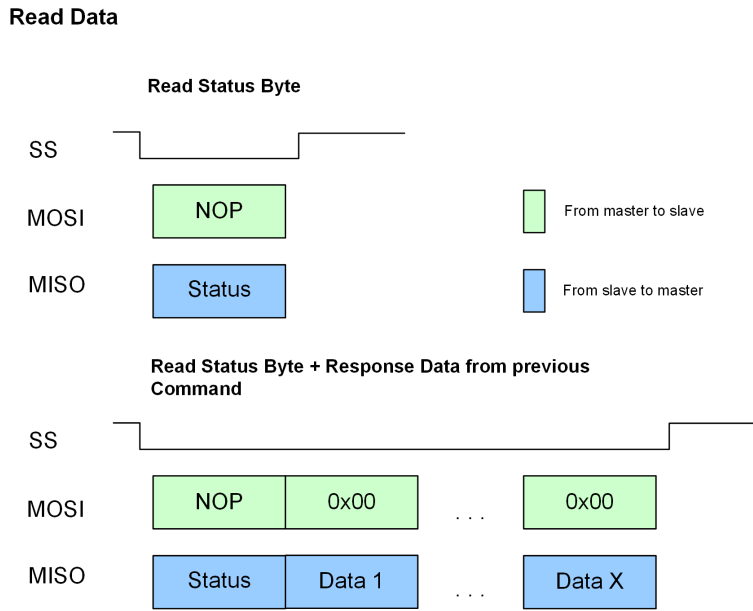 Read Data
Read Status Byte
SS
MOSI
NOP
From master to slave
MISO
Status
From slave to master
Read Status Byte + Response Data from previous
Command
SS
MOSI
NOP
0x00
. . .
0x00
MISO
Status
Data 1
. . .
Data X